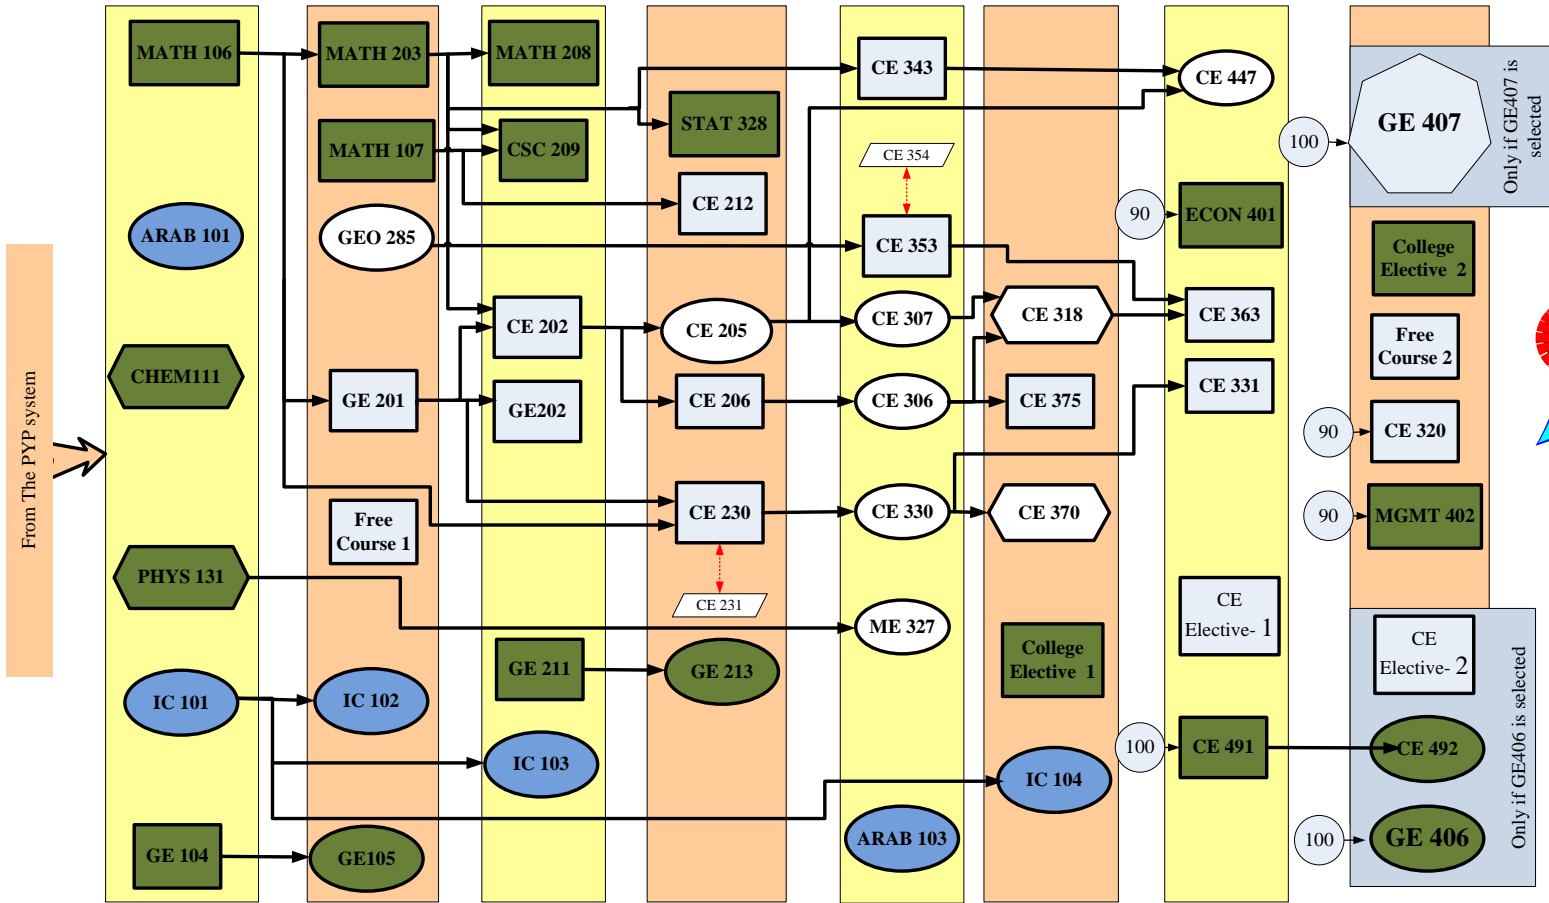 From The PYP system
MATH 106
ARAB 101
CHEM111
PHYS 131
IC 101
GE 104
MATH 203
MATH 107
GEO 285
GE 201
Free
Course 1
IC 102
GE105
MATH 208
CSC 209
CE 202
GE202
GE 211
IC 103
STAT 328
CE 212
CE 205
CE 206
CE 230
CE 231
GE 213
CE 343
CE 354
CE 353
CE 307
CE 306
CE 330
ME 327
ARAB 103
CE 318
CE 375
CE 370
College
Elective 1
IC 104
CE 447
90
ECON 401
CE 363
CE 331
CE
Elective- 1
100
CE 491
100
GE 407
Only if GE407 is
selected
College
Elective 2
Free
Course 2
90
CE 320
90
MGMT 402
CE
Elective- 2
CE 492
100
GE 406
Only if GE406 is selected